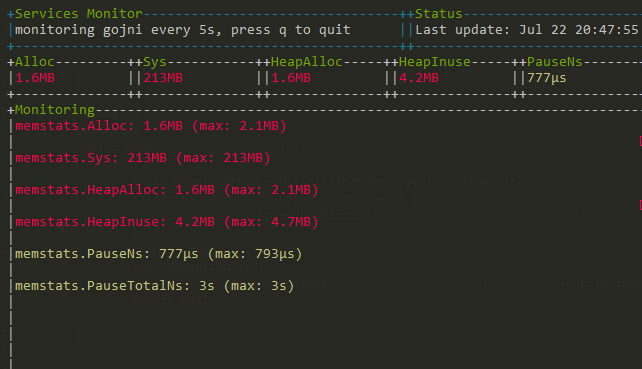 Services Monitor Status
monitoring gojni every 5s, press q to quit Last update: Jul 22 20:47:55
Alloc Sys HeapAlloc HeapInuse PauseNs
1.6MB 213MB 1.6MB 4.2MB 777µs
Monitoring
memstats.Alloc: 1.6MB (max: 2.1MB)
memstats.Sys: 213MB (max: 213MB)
memstats.HeapAlloc: 1.6MB (max: 2.1MB)
memstats.HeapInuse: 4.2MB (max: 4.7MB)
memstats.PauseNs: 777µs (max: 793µs)
memstats.PauseTotalNs: 3s (max: 3s)